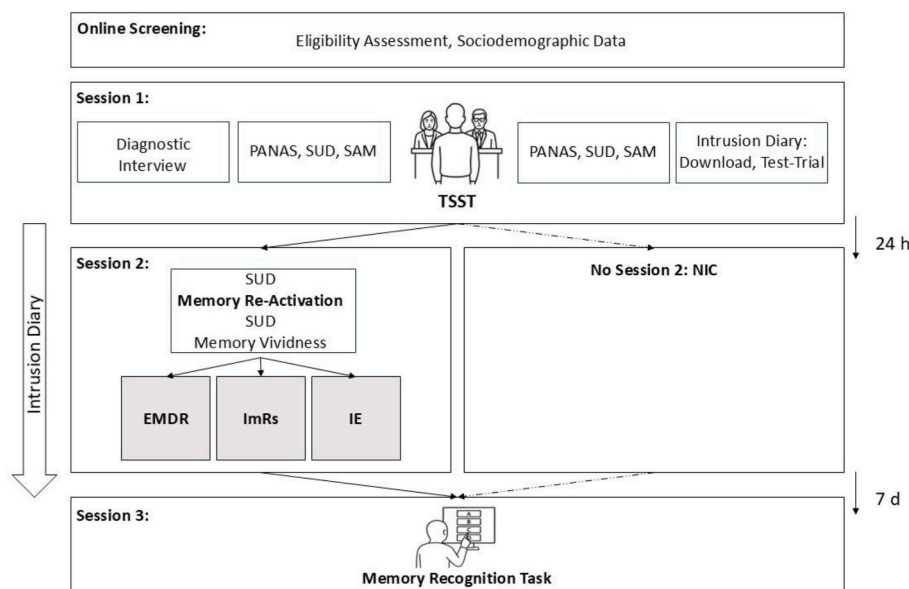 Online Screening:
Eligibility Assessment, Sociodemographic Data
Session 1:
Diagnostic
Interview
PANAS, SUD, SAM
TSST
PANAS, SUD, SAM
Intrusion Diary:
Download, Test-Trial
24 h
Intrusion Diary
Session 2:
SUD
Memory Re-Activation
SUD
Memory Vividness
EMDR
ImRs
IE
No Session 2: NIC
7 d
Session 3:
A
B
C
Memory Recognition Task